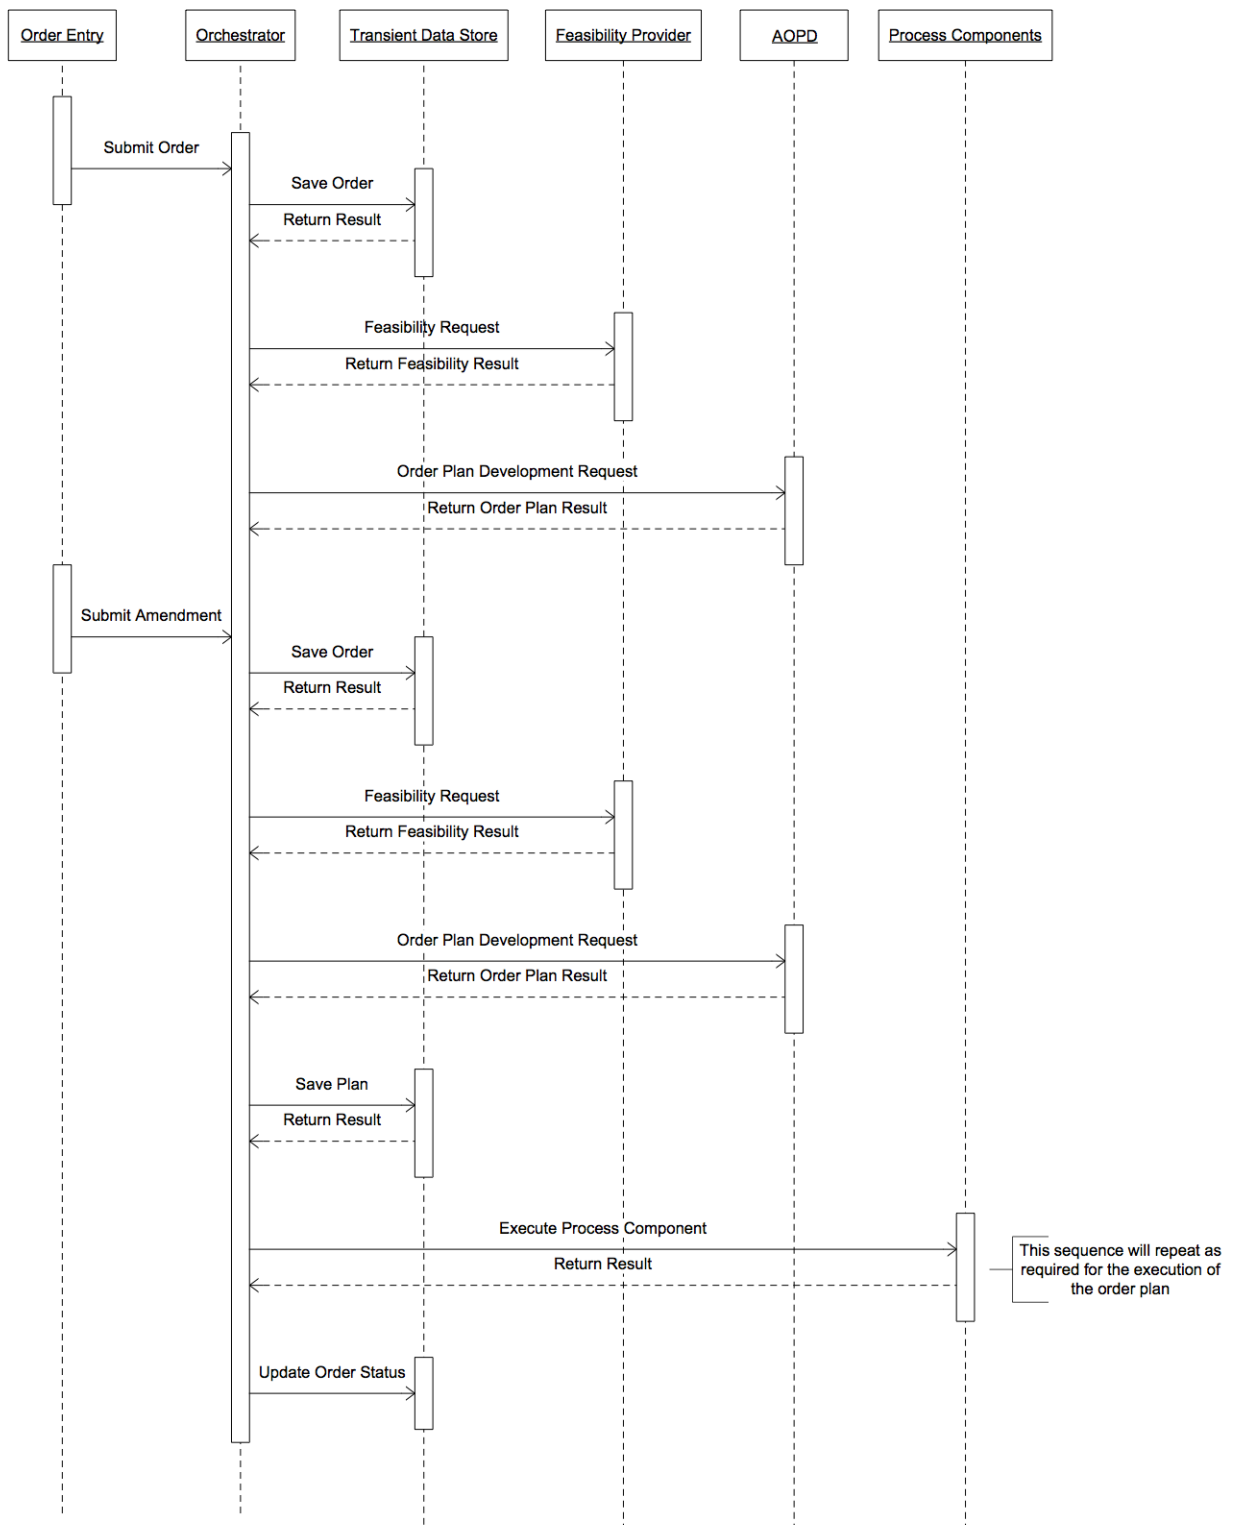 Order Entry
Orchestrator
Transient Data Store
Feasibility Provider
AOPD
Process Components
Submit Order
Save Order
Return Result
Feasibility Request
Return Feasibility Result
Order Plan Development Request
Return Order Plan Result
Submit Amendment
Save Order
Return Result
Feasibility Request
Return Feasibility Result
Order Plan Development Request
Return Order Plan Result
Save Plan
Return Result
Execute Process Component
Return Result
This sequence will repeat as
required for the execution of
the order plan
Update Order Status